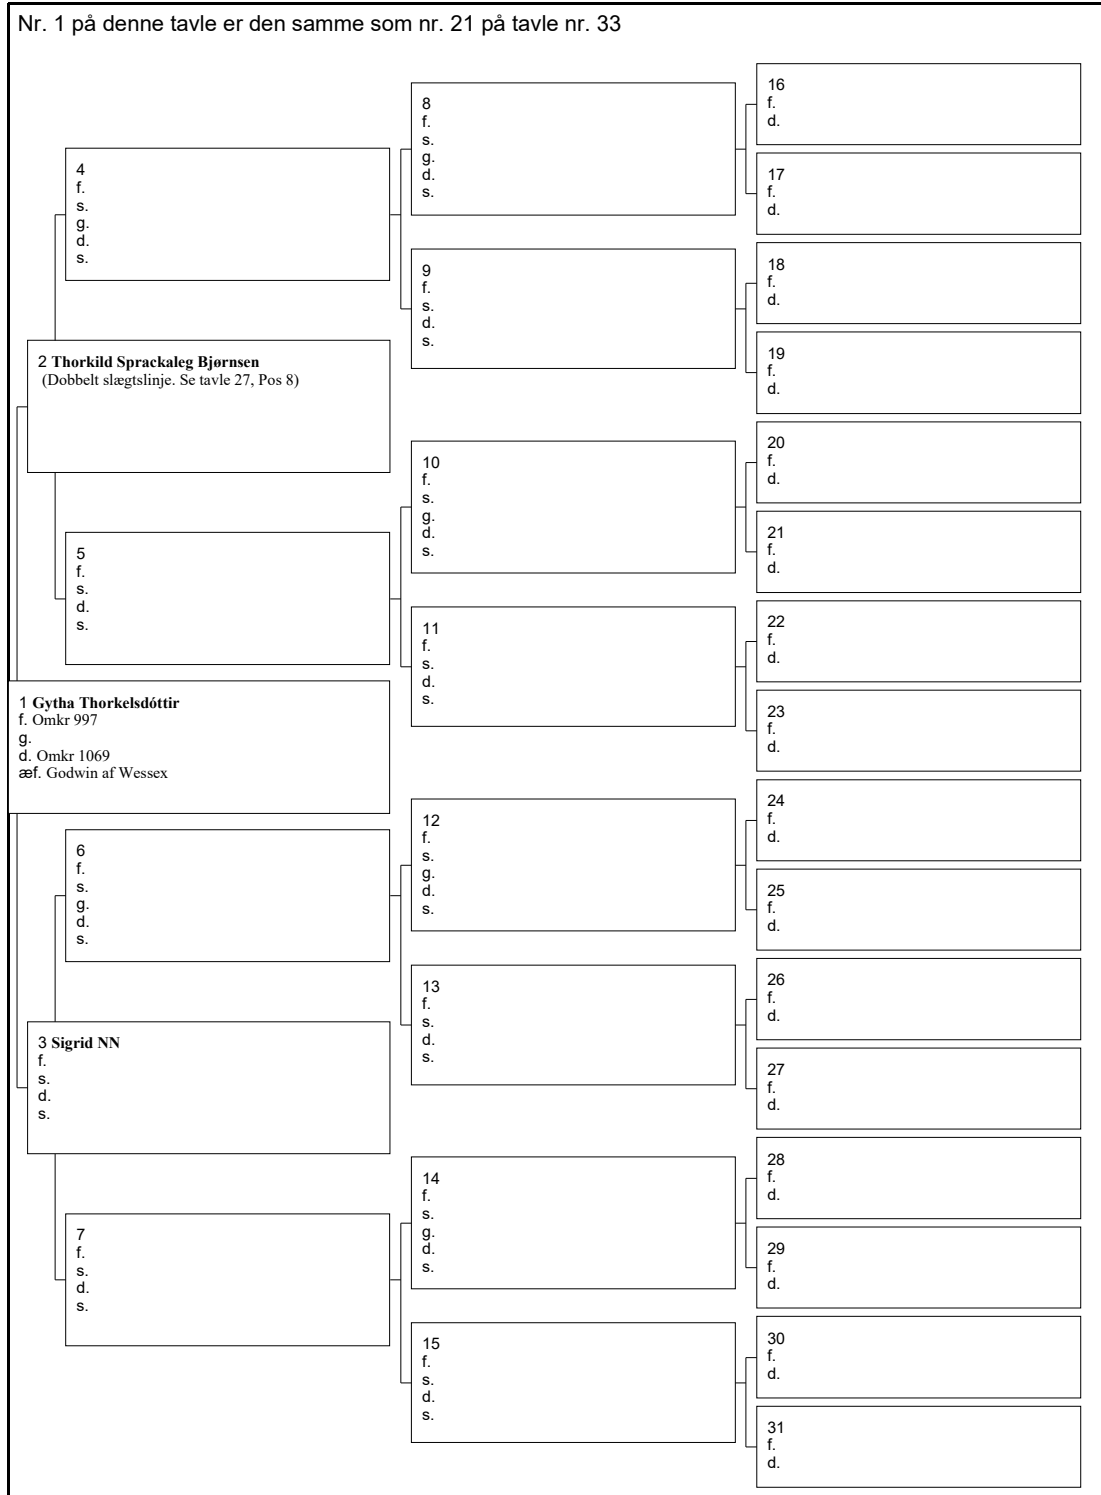 Nr. 1 på denne tavle er den samme som nr. 21 på tavle nr. 33
16
f.
d.
8
f.
s.
g.
d.
s.
17
f.
d.
4
f.
s.
g.
d.
s.
18
f.
d.
9
f.
s.
d.
s.
19
f.
d.
2 Thorkild Sprackaleg Bjørnsen
(Dobbelt slægtslinje. Se tavle 27, Pos 8)
20
f.
d.
10
f.
s.
g.
d.
s.
21
f.
d.
5
f.
s.
d.
s.
22
f.
d.
11
f.
s.
d.
s.
23
f.
d.
1 Gytha Thorkelsdóttir
f. Omkr 997
g.
d. Omkr 1069
æf. Godwin af Wessex
24
f.
d.
12
f.
s.
g.
d.
s.
25
f.
d.
6
f.
s.
g.
d.
s.
26
f.
d.
13
f.
s.
d.
s.
27
f.
d.
3 Sigrid NN
f.
s.
d.
s.
28
f.
d.
14
f.
s.
g.
d.
s.
29
f.
d.
7
f.
s.
d.
s.
30
f.
d.
15
f.
s.
d.
s.
31
f.
d.